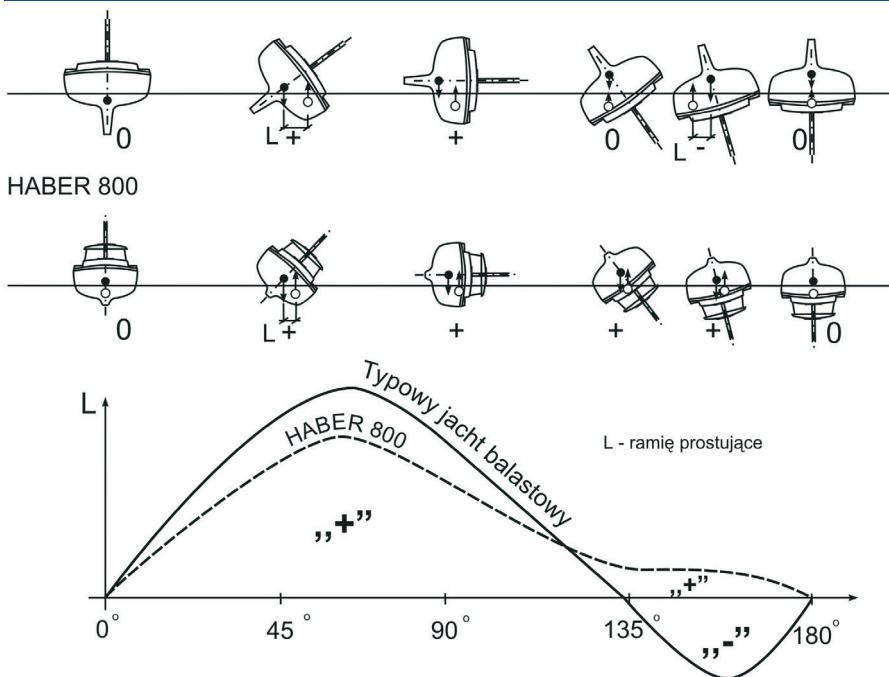 0
L +
+
0
L -
0
HABER 800
0
L +
+
+
+
0
L
Typowy jacht balastowy
HABER 800
L - ramię prostujące
„+”
„+”
0° 45° 90° 135° 180°
„-”